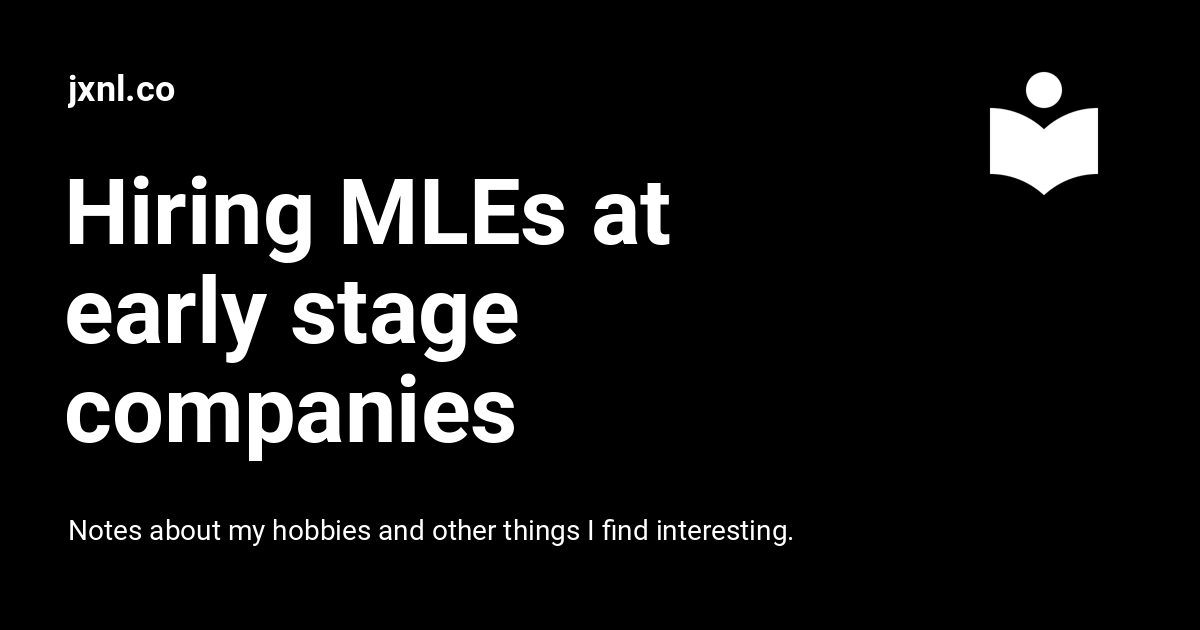 jxnl.co
Hiring MLEs at
early stage
companies
Notes about my hobbies and other things I find interesting.